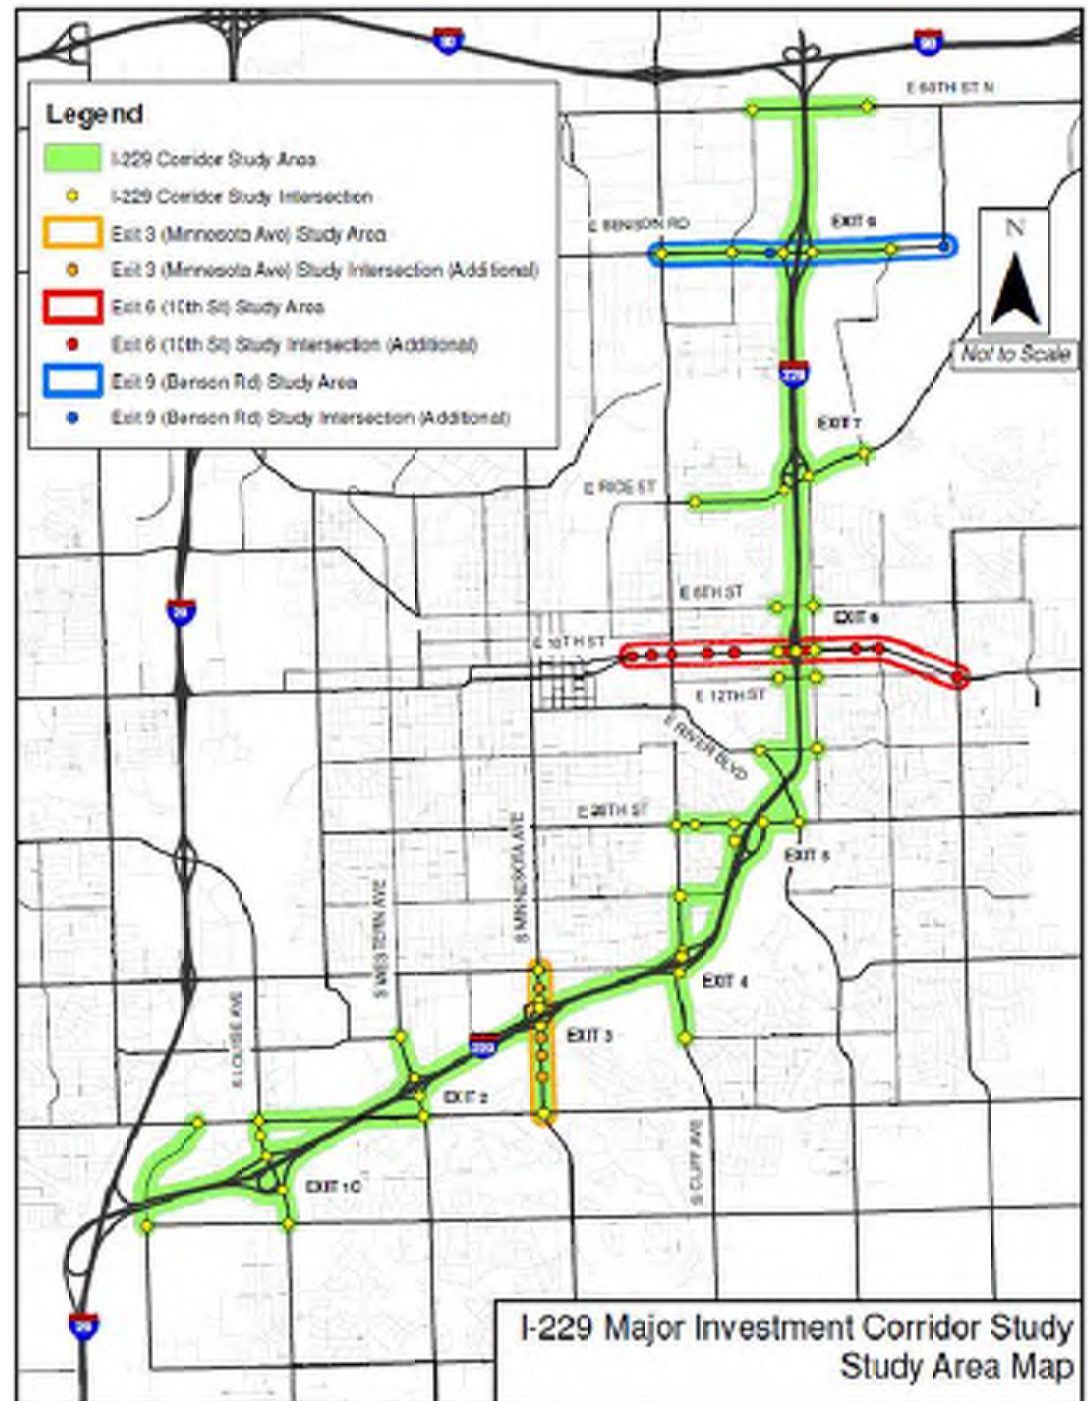 90
90
E 60TH ST N
Legend
I-229 Corridor Study Area
I-229 Corridor Study Intersection
Exit 3 (Minnesota Ave) Study Area
Exit 3 (Minnesota Ave) Study Intersection (Additional)
Exit 6 (10th St) Study Area
Exit 6 (10th St) Study Intersection (Additional)
Exit 9 (Benson Rd) Study Area
Exit 9 (Benson Rd) Study Intersection (Additional)
E BENSON RD
EXIT 9
N
Not to Scale
229
EXIT 7
E RICE ST
29
E 6TH ST
EXIT 6
E 10TH ST
E 12TH ST
E RIVER BLVD
E 26TH ST
EXIT 5
S MINNESOTA AVE
S WESTERN AVE
EXIT 4
S LOUISE AVE
EXIT 3
229
EXIT 2
S CLIFF AVE
EXIT 1C
29
I-229 Major Investment Corridor Study
Study Area Map